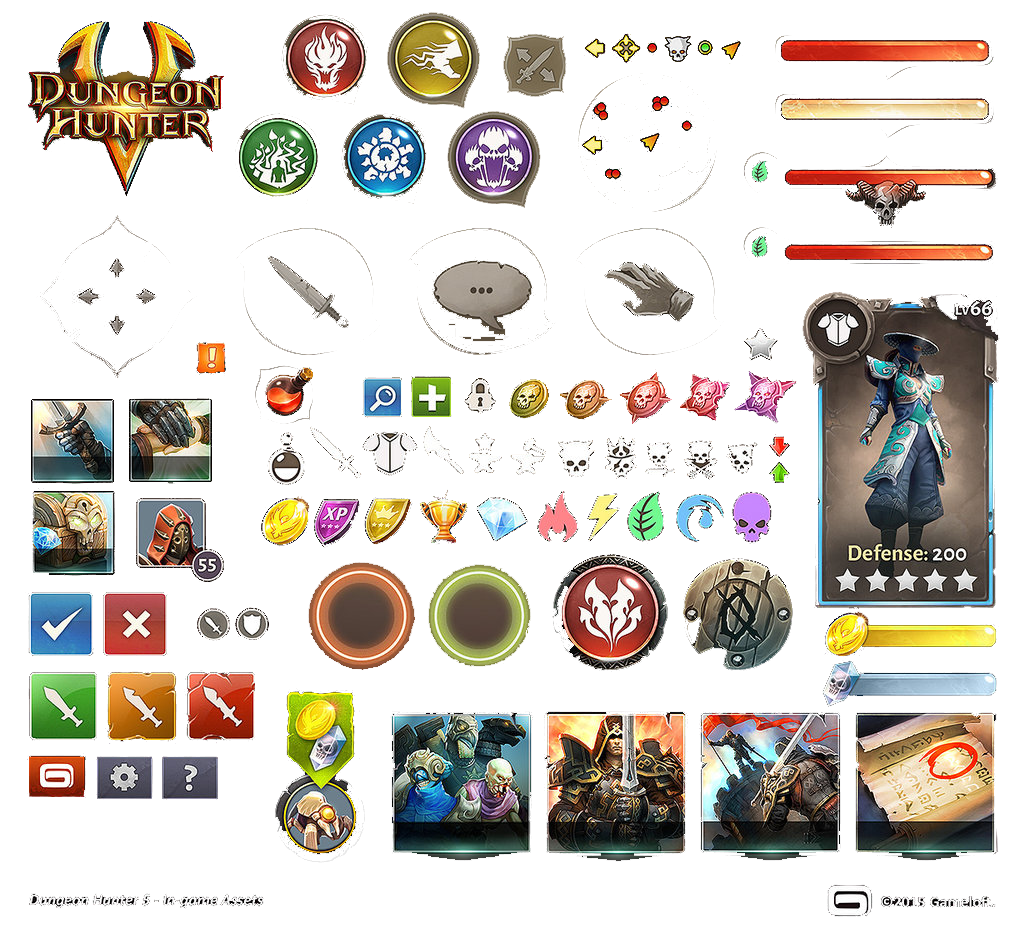 DUNGEON
HUNTER
Lv66
XP
55
Defense: 200
?
Dungeon Hunter 5 - In-game Assets
©2015 Gameloft.